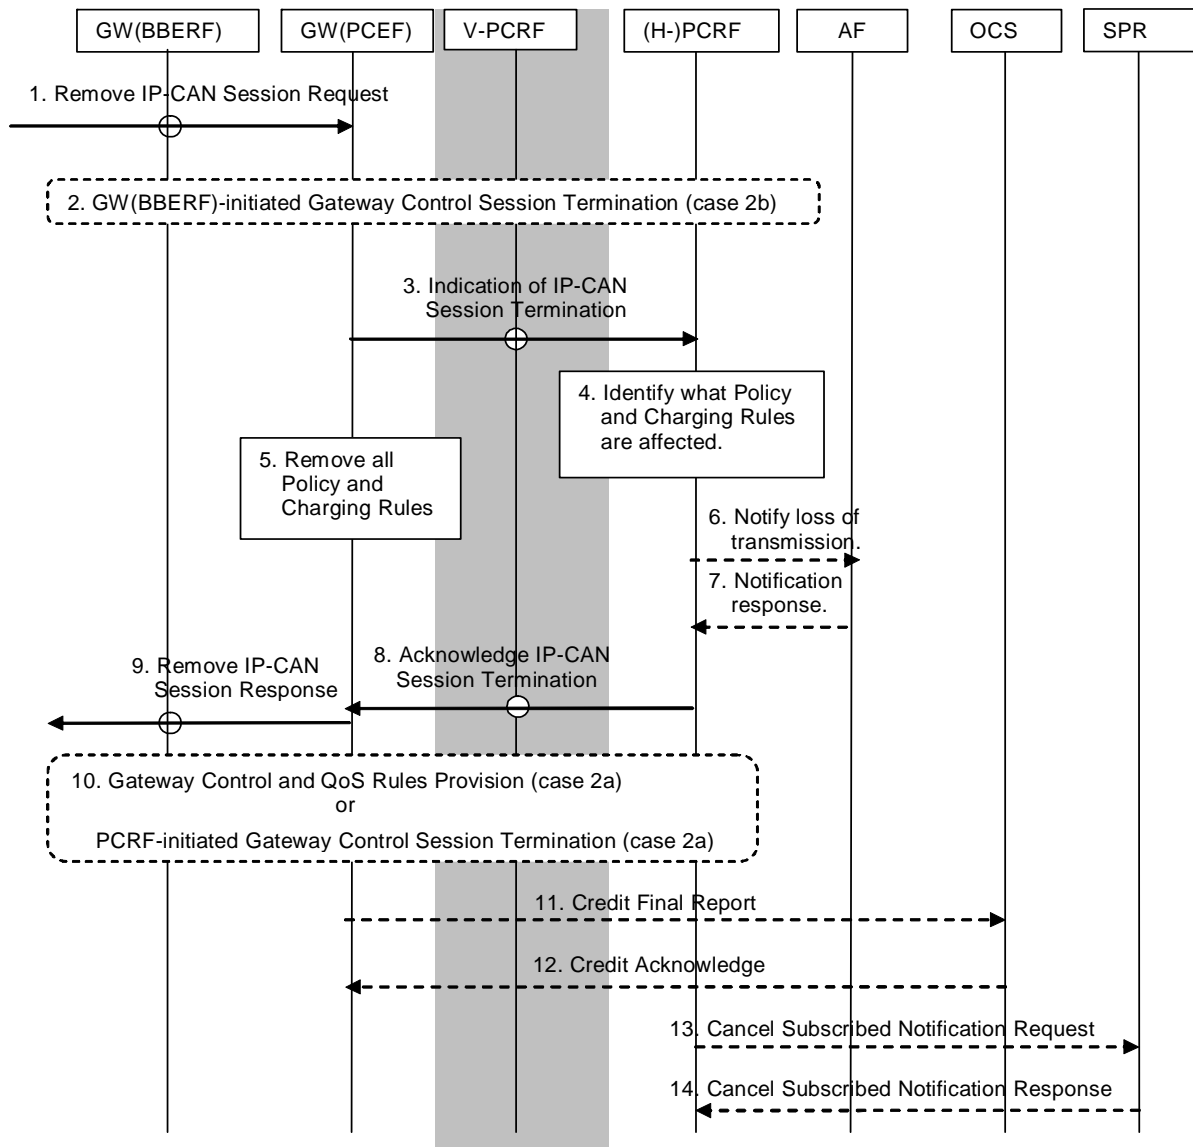 GW(BBERF)
GW(PCEF)
V-PCRF
(H-)PCRF
AF
OCS
SPR
1. Remove IP-CAN Session Request
2. GW(BBERF)-initiated Gateway Control Session Termination (case 2b)
3. Indication of IP-CAN
Session Termination
4. Identify what Policy
and Charging Rules
are affected.
5. Remove all
Policy and
Charging Rules
6. Notify loss of
transmission.
7. Notification
response.
8. Acknowledge IP-CAN
Session Termination
9. Remove IP-CAN
Session Response
10. Gateway Control and QoS Rules Provision (case 2a)
or
PCRF-initiated Gateway Control Session Termination (case 2a)
11. Credit Final Report
12. Credit Acknowledge
13. Cancel Subscribed Notification Request
14. Cancel Subscribed Notification Response